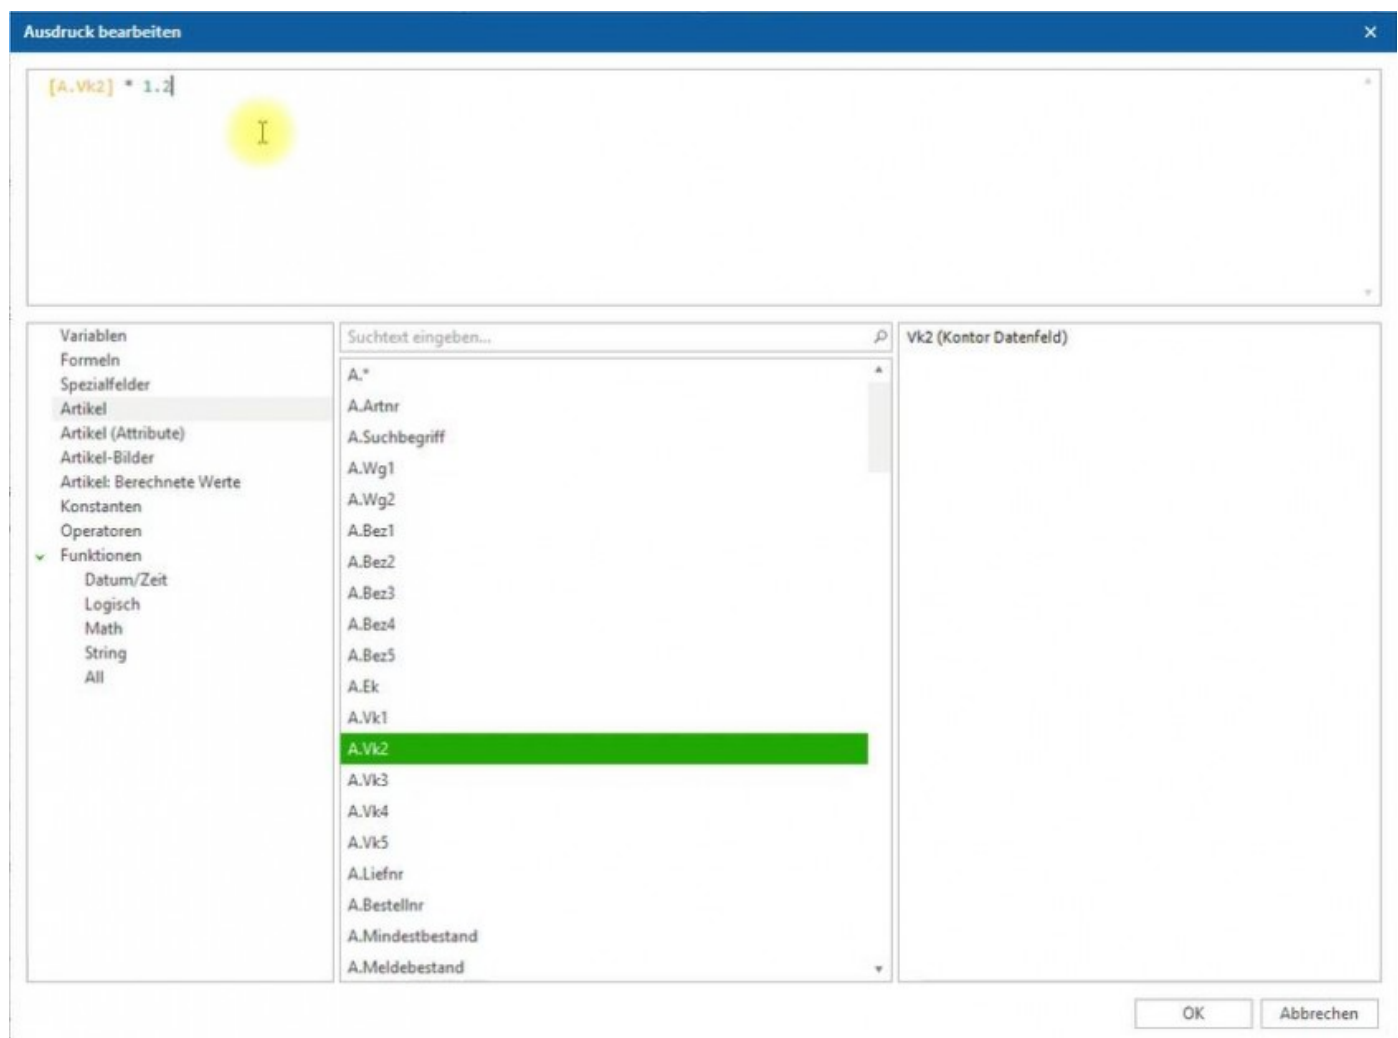 Ausdruck bearbeiten
[A.Vk2] * 1.2
Variablen
Formeln
Spezialfelder
Artikel
Artikel (Attribute)
Artikel-Bilder
Artikel: Berechnete Werte
Konstanten
Operatoren
Funktionen
Datum/Zeit
Logisch
Math
String
All
Suchtext eingeben...
A.*
A.Artnr
A.Suchbegriff
A.Wg1
A.Wg2
A.Bez1
A.Bez2
A.Bez3
A.Bez4
A.Bez5
A.Ek
A.Vk1
A.Vk2
A.Vk3
A.Vk4
A.Vk5
A.Liefnr
A.Bestellnr
A.Mindestbestand
A.Meldebestand
Vk2 (Kontor Datenfeld)
OK
Abbrechen